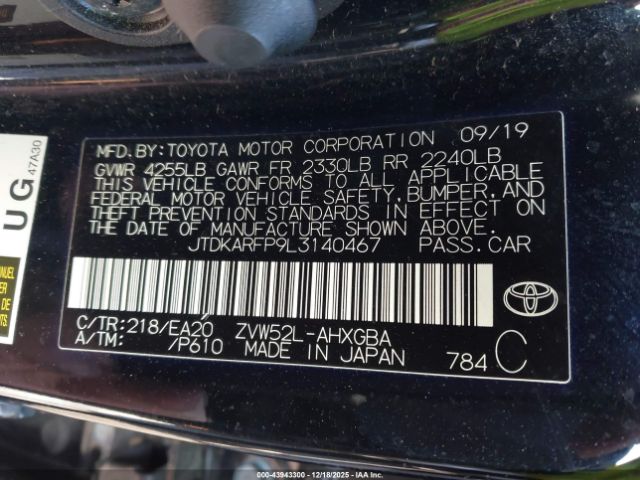 MFD. BY: TOYOTA MOTOR CORPORATION 09/19
GVWR 4255LB GAWR FR 2330LB RR 2240LB
THIS VEHICLE CONFORMS TO ALL APPLICABLE
FEDERAL MOTOR VEHICLE SAFETY, BUMPER, AND
THEFT PREVENTION STANDARDS IN EFFECT ON
THE DATE OF MANUFACTURE SHOWN ABOVE.
JTDKARFP9L3140467 PASS. CAR
C/TR: 218/EA20 ZVW52L-AHXGBA
A/TM: /P610 MADE IN JAPAN 784 C
TOYOTA
UG
47A30
000-43943300 - 12/18/2025 - IAA INC.